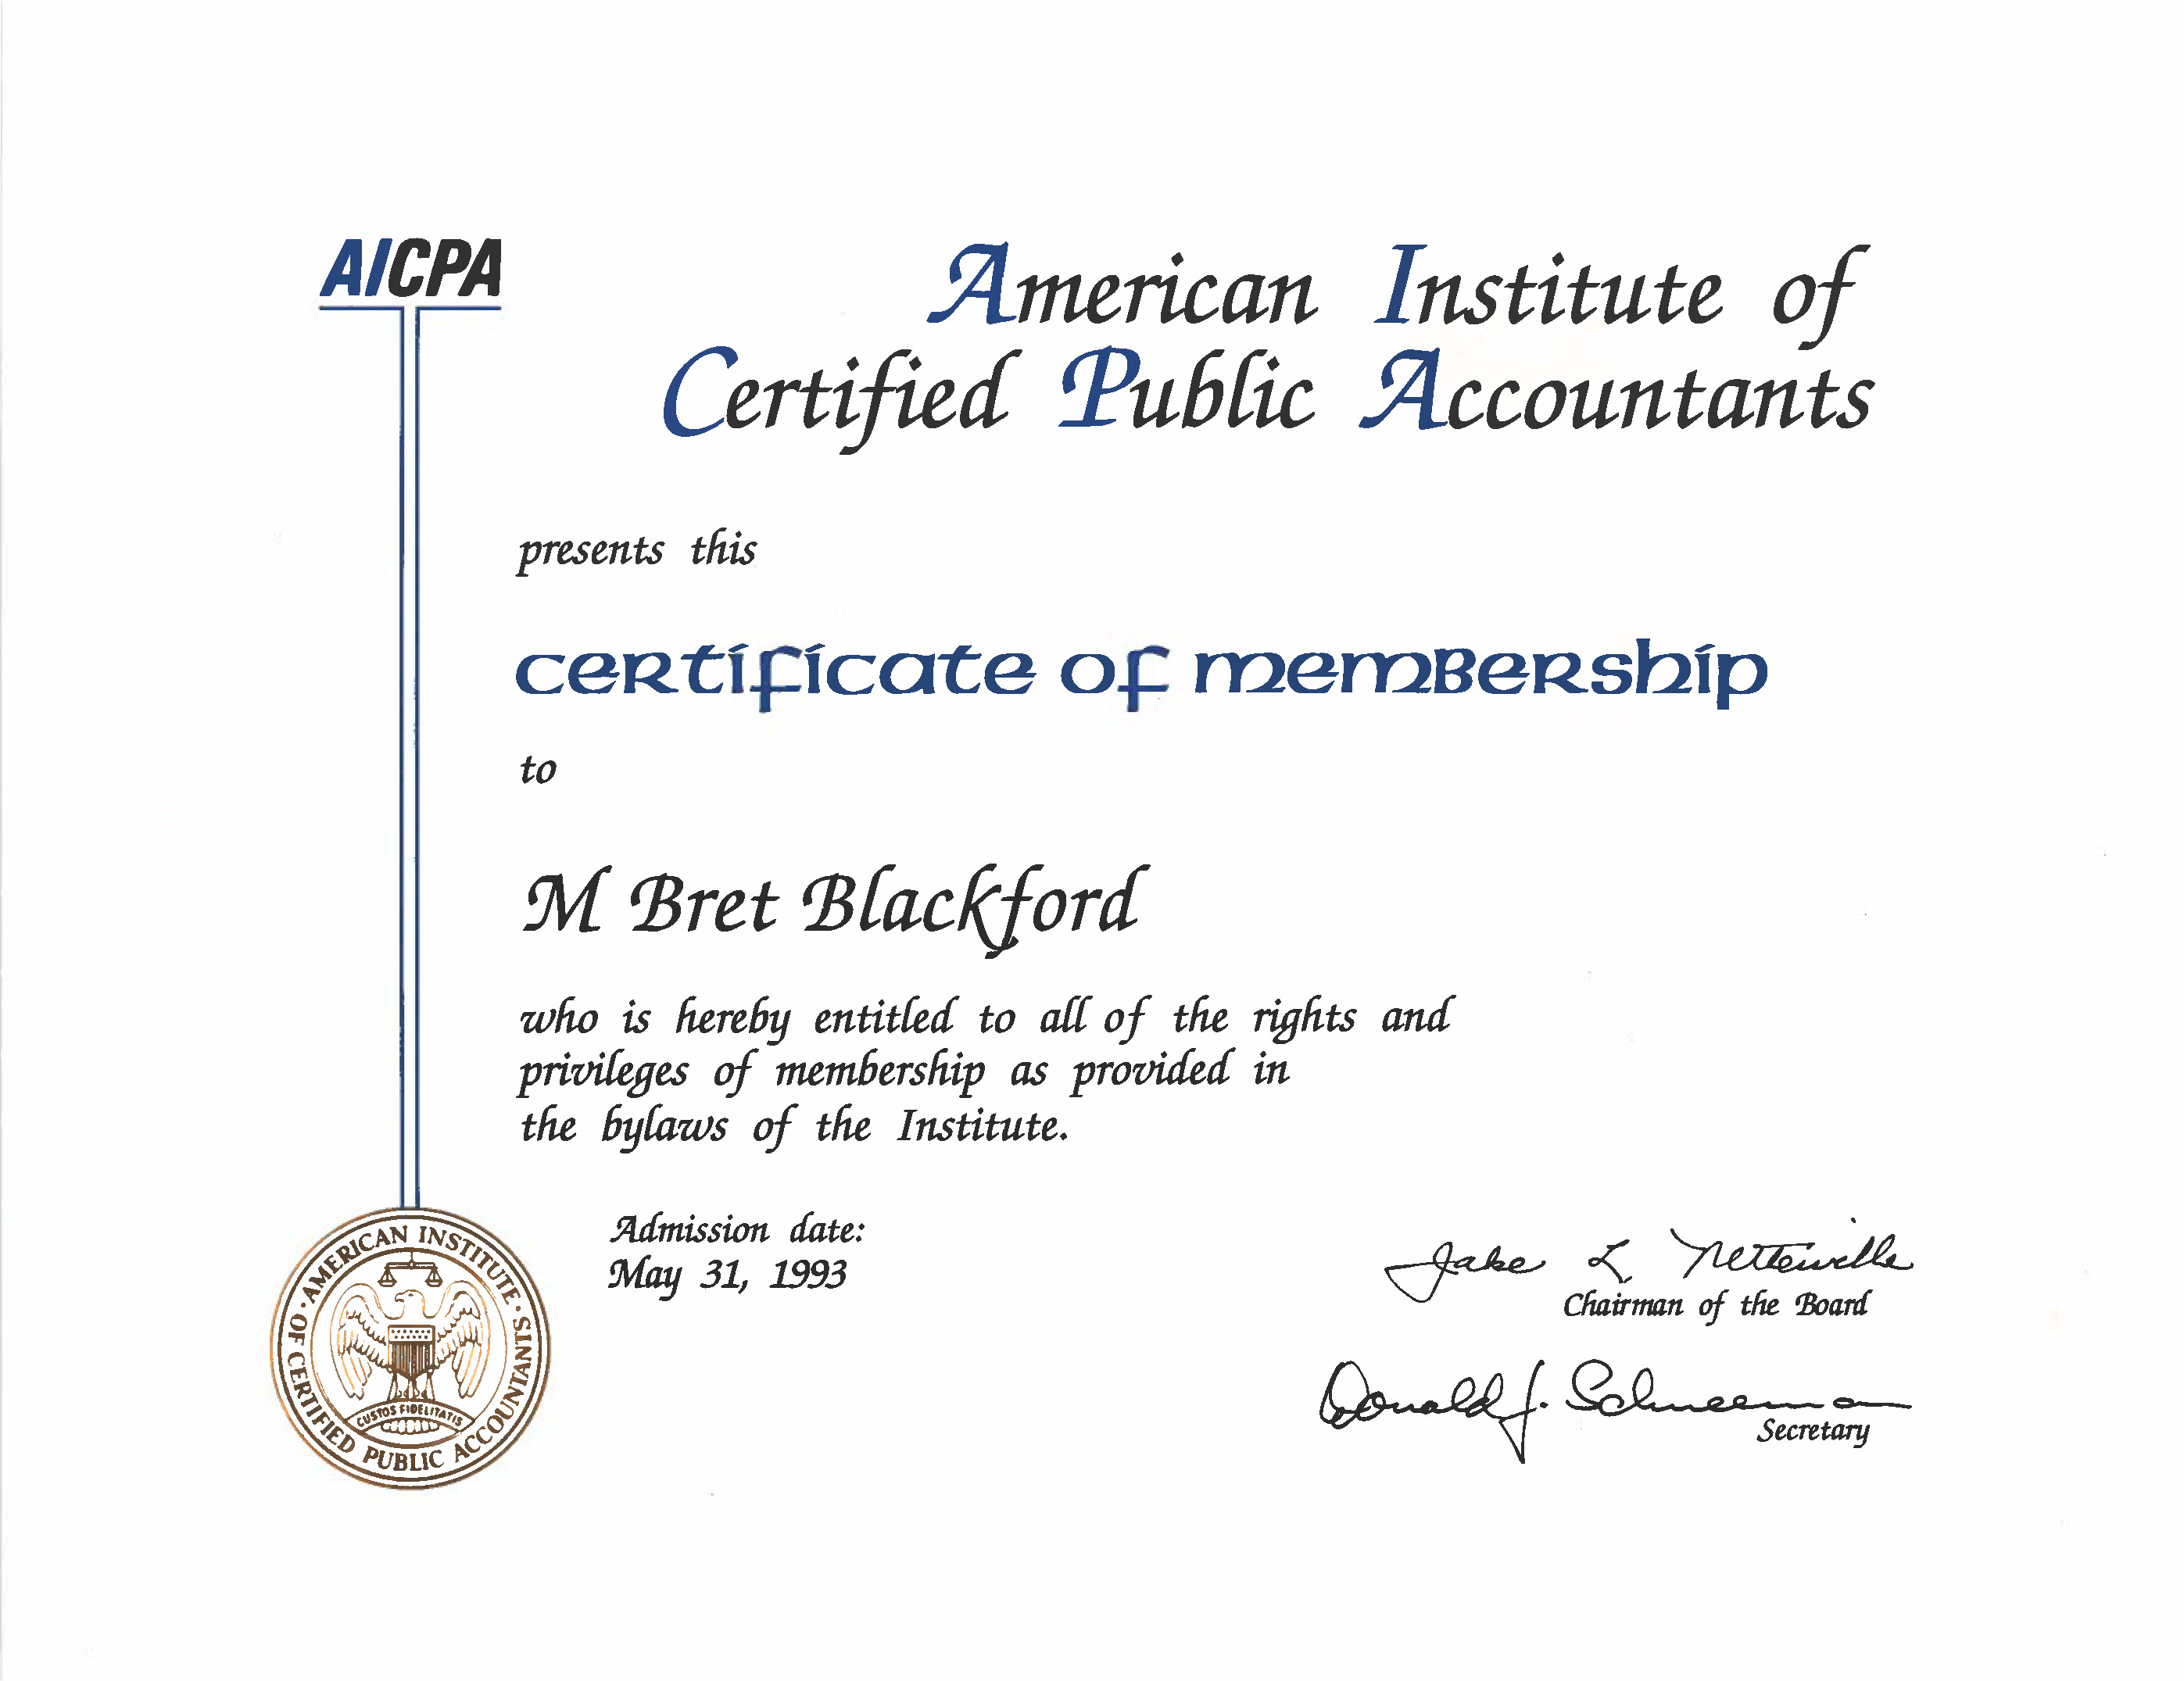 AICPA
American Institute of
Certified Public Accountants
presents this
certificate of membership
to
M Bret Blackford
who is hereby entitled to all of the rights and
privileges of membership as provided in
the bylaws of the Institute.
Admission date:
May 31, 1993
Jake L Netterville
Chairman of the Board
Donald J. Schneeman
Secretary
·AMERICAN INSTITUTE·
OF CERTIFIED PUBLIC ACCOUNTANTS
CUSTOS FIDELITATIS